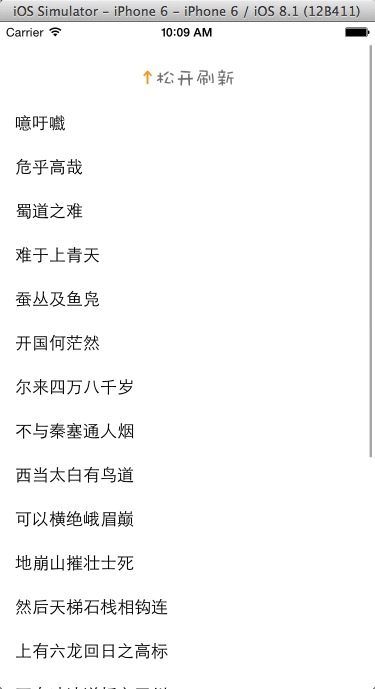 iOS Simulator - iPhone 6 - iPhone 6 / iOS 8.1 (12B411)
Carrier 10:09 AM
↑松开刷新
噫吁嚱
危乎高哉
蜀道之难
难于上青天
蚕丛及鱼凫
开国何茫然
尔来四万八千岁
不与秦塞通人烟
西当太白有鸟道
可以横绝峨眉巅
地崩山摧壮士死
然后天梯石栈相钩连
上有六龙回日之高标